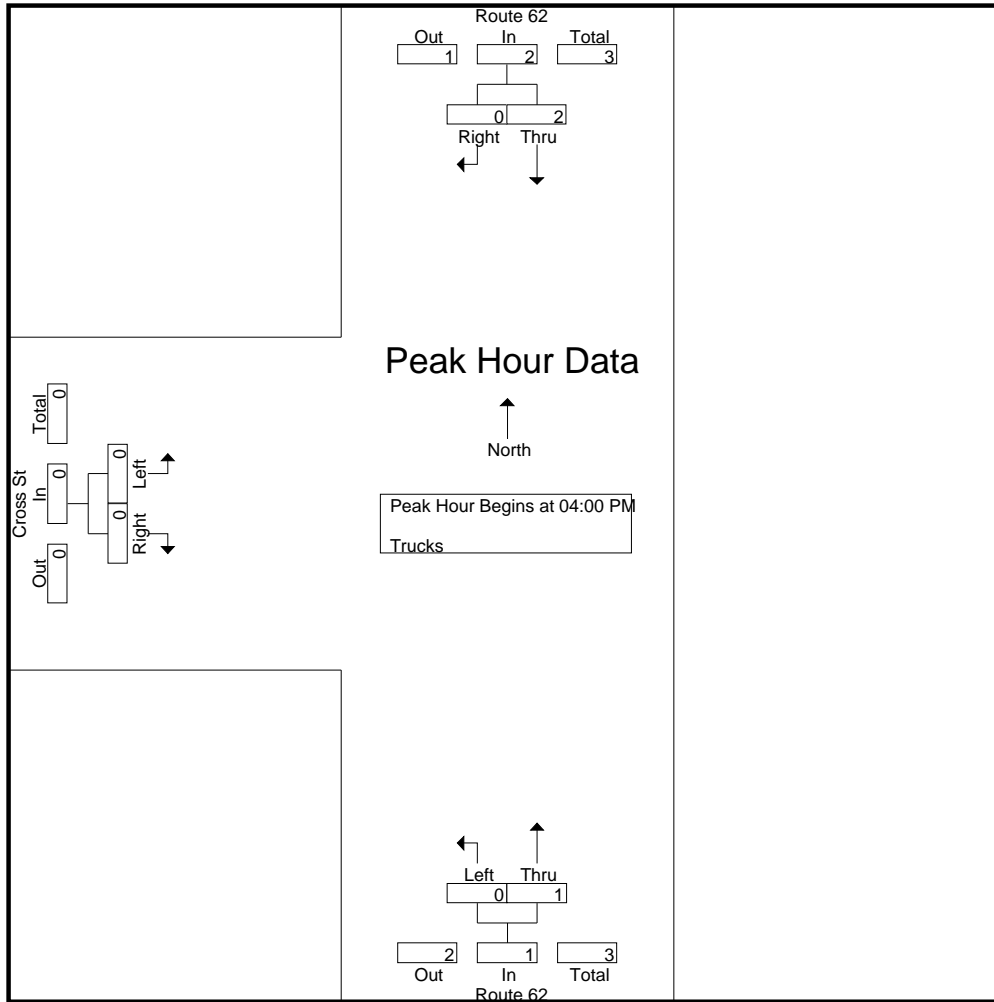 Route 62
Out In Total
1 2 3
0 2
Right Thru
Peak Hour Data
North
Peak Hour Begins at 04:00 PM
Trucks
Cross St
Out In Total
0 0 0
Right Left
0 0
Left Thru
0 1
2 1 3
Out In Total
Route 62